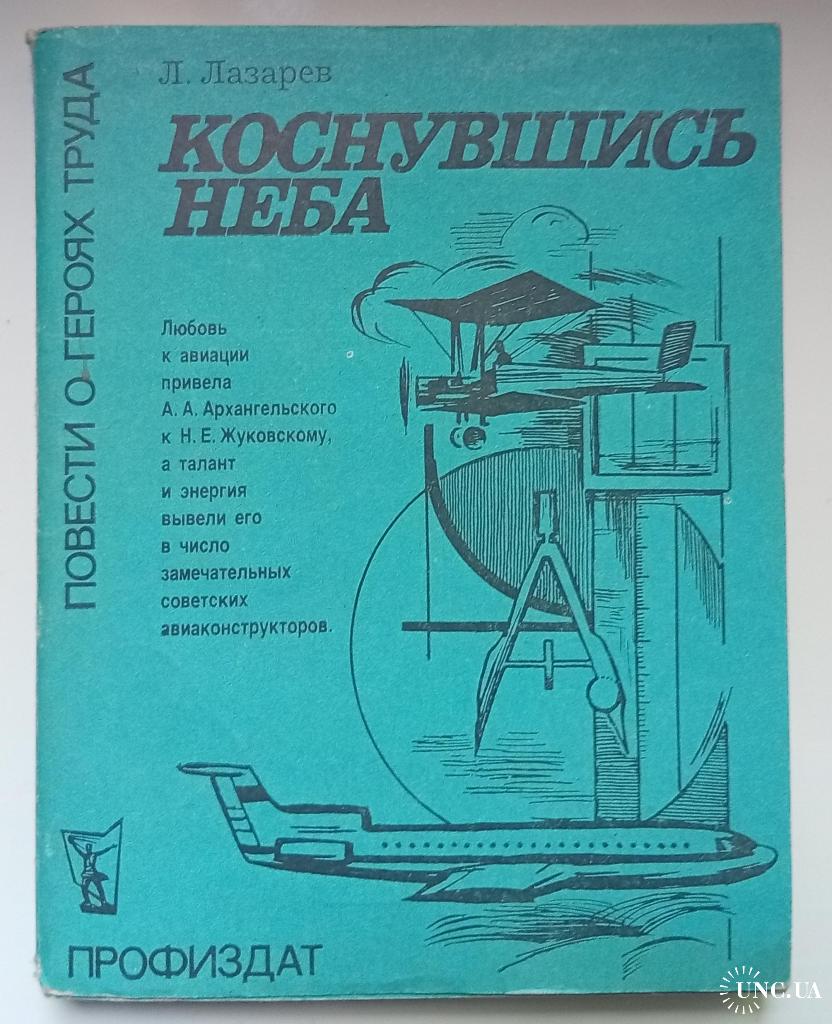 Л. Лазарев
КОСНУВШИСЬ
НЕБА
ПОВЕСТИ О ГЕРОЯХ ТРУДА
Любовь
к авиации
привела
А. А. Архангельского
к Н. Е. Жуковскому,
а талант
и энергия
вывели его
в число
замечательных
советских
авиаконструкторов.
ПРОФИЗДАТ
UNC.UA